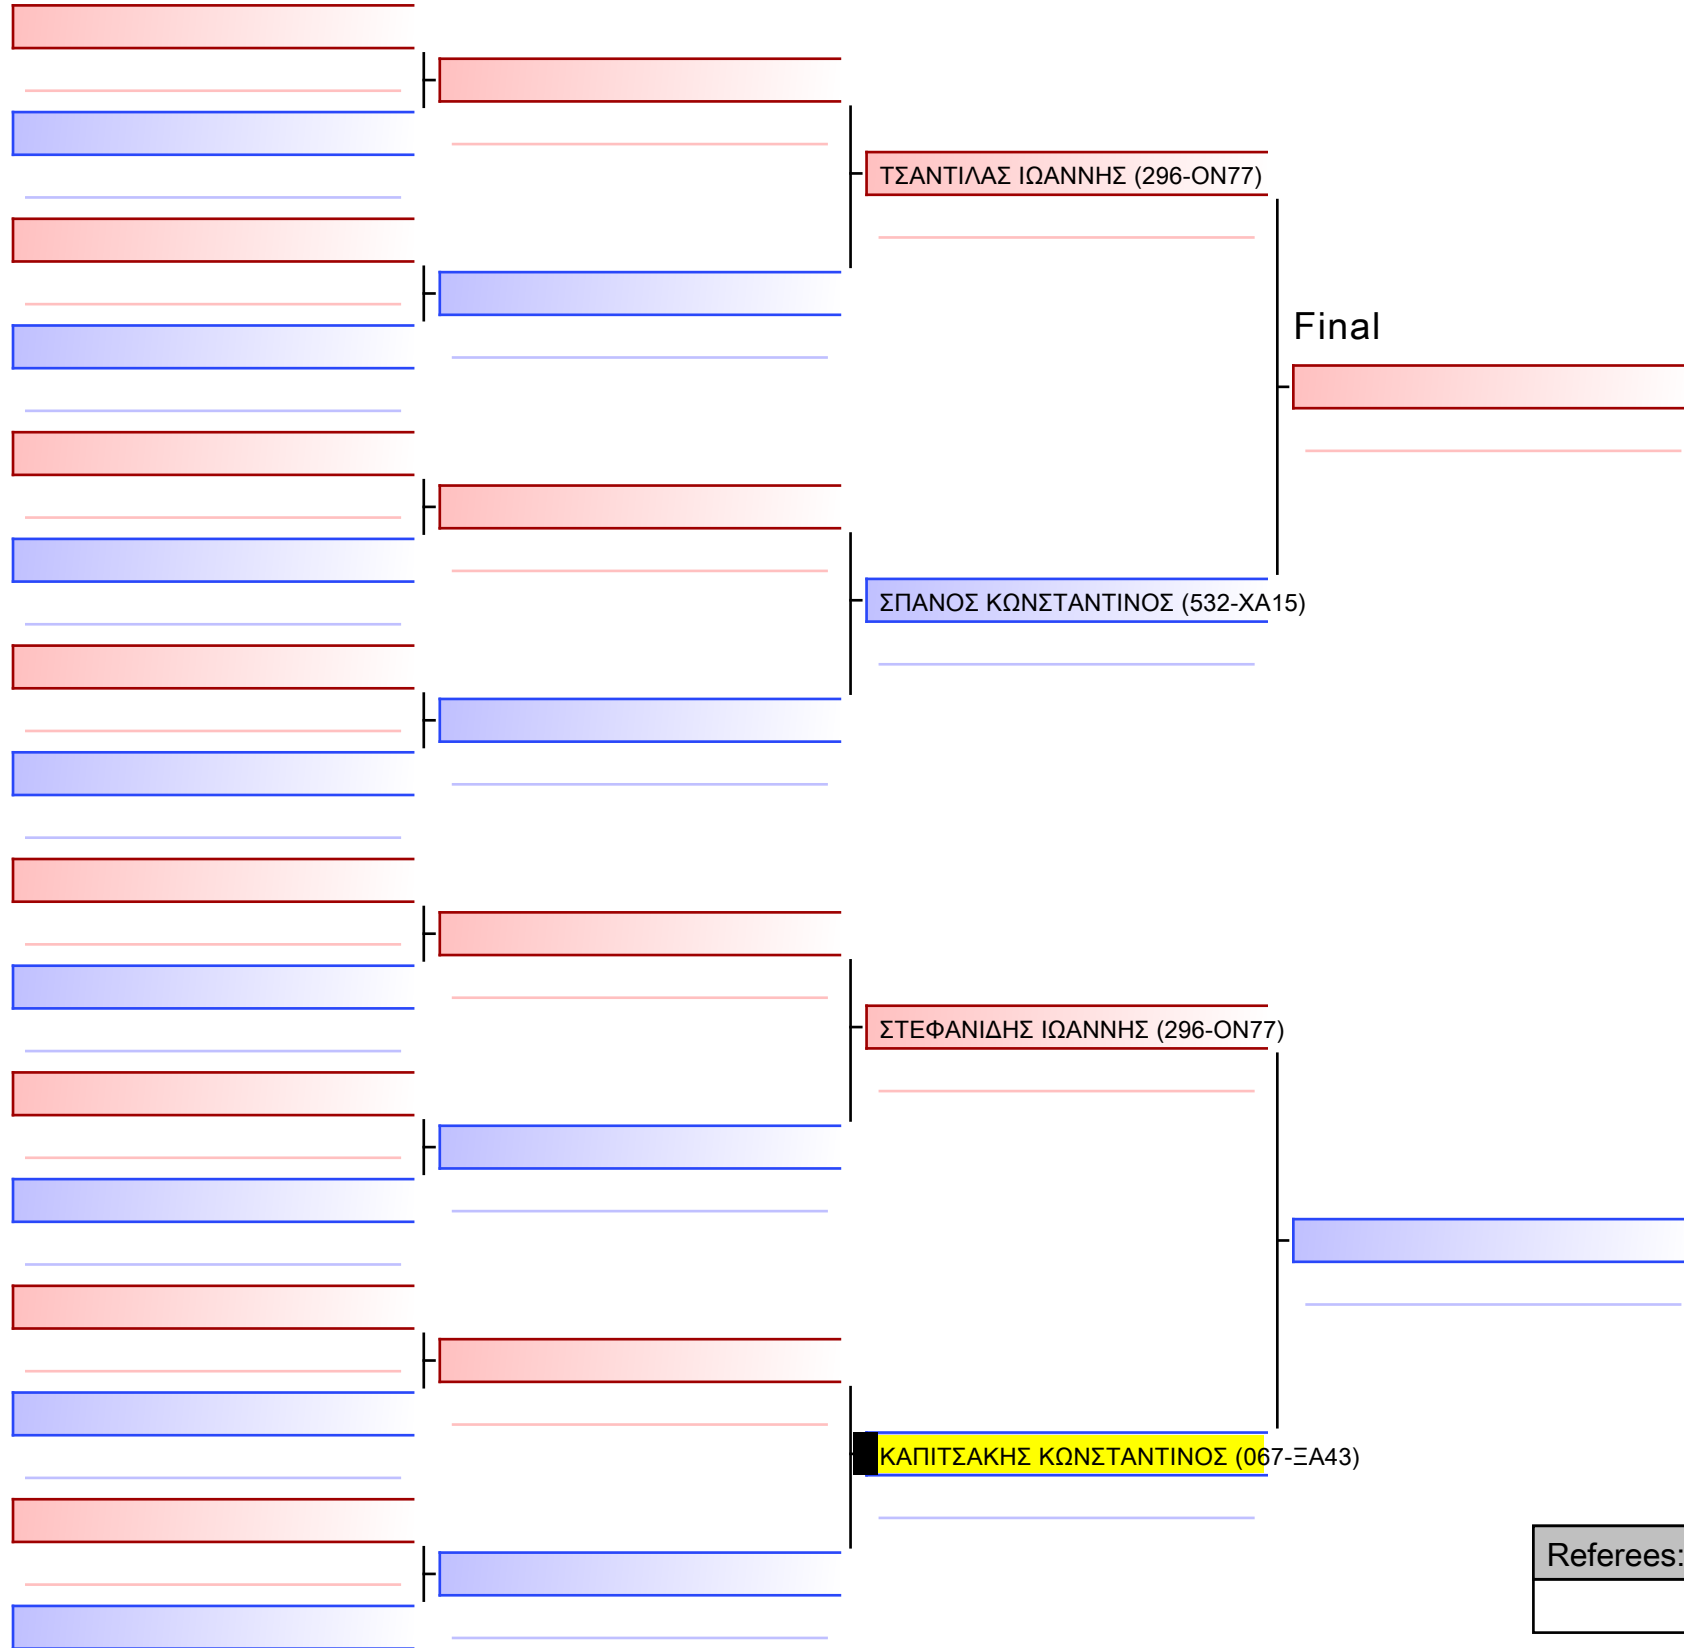 ΤΣΑΝΤΙΛΑΣ ΙΩΑΝΝΗΣ (296-ΟΝ77)
Final
ΣΠΑΝΟΣ ΚΩΝΣΤΑΝΤΙΝΟΣ (532-ΧΑ15)
ΣΤΕΦΑΝΙΔΗΣ ΙΩΑΝΝΗΣ (296-ΟΝ77)
ΚΑΠΙΤΣΑΚΗΣ ΚΩΝΣΤΑΝΤΙΝΟΣ (067-ΞΑ43)
Referees: